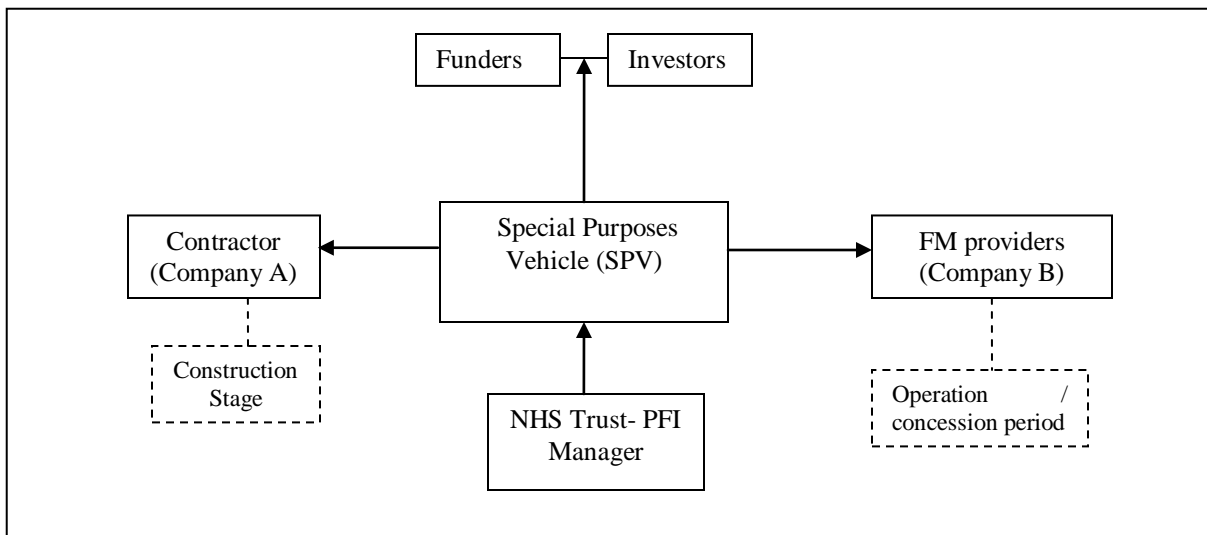 Funders
Investors
Special Purposes
Vehicle (SPV)
Contractor
(Company A)
FM providers
(Company B)
Construction
Stage
Operation /
concession period
NHS Trust- PFI
Manager